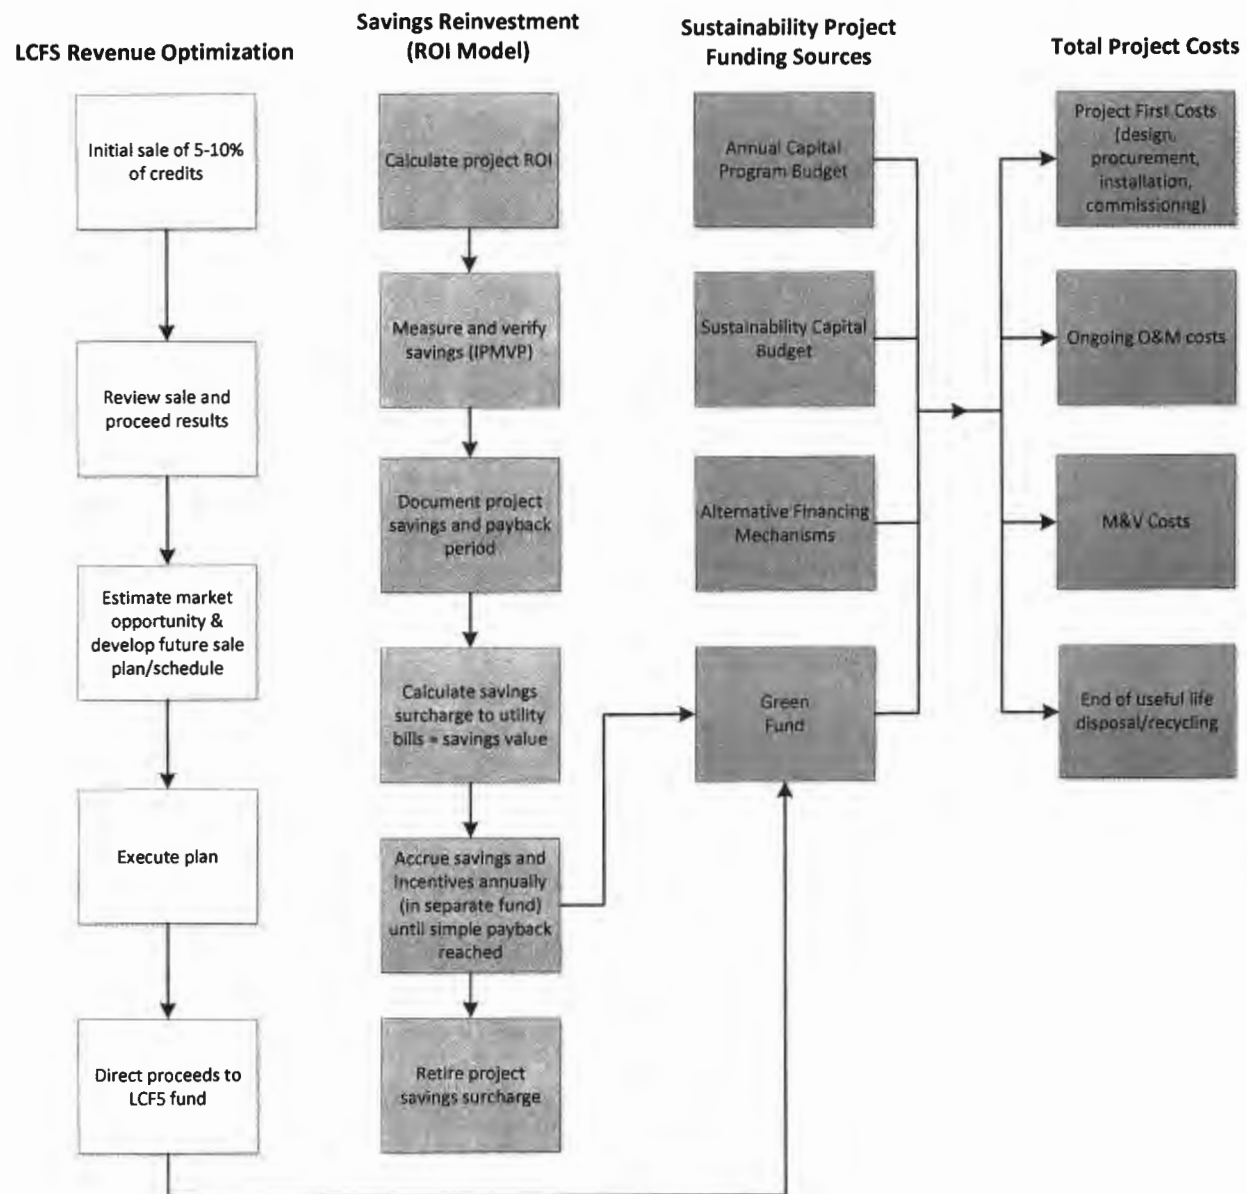 LCFS Revenue Optimization
Initial sale of 5-10%
of credits
Review sale and
proceed results
Estimate market
opportunity &
develop future sale
plan/schedule
Execute plan
Direct proceeds to
LCFS fund
Savings Reinvestment
(ROI Model)
Calculate project ROI
Measure and verify
savings (IPMVP)
Document project
savings and payback
period
Calculate savings
surcharge to utility
bills = savings value
Accrue savings and
incentives annually
(in separate fund)
until simple payback
reached
Retire project
savings surcharge
Sustainability Project
Funding Sources
Annual Capital
Program Budget
Sustainability Capital
Budget
Alternative Financing
Mechanisms
Green
Fund
Total Project Costs
Project First Costs
(design,
procurement,
installation,
commissioning)
Ongoing O&M costs
M&V Costs
End of useful life
disposal/recycling